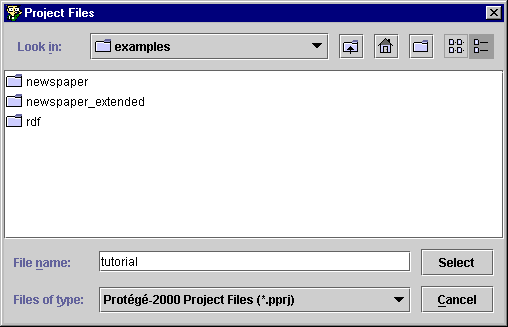 Project Files
Look in: examples
newspaper
newspaper_extended
rdf
File name: tutorial Select
Files of type: Protégé-2000 Project Files (*.pprj) Cancel